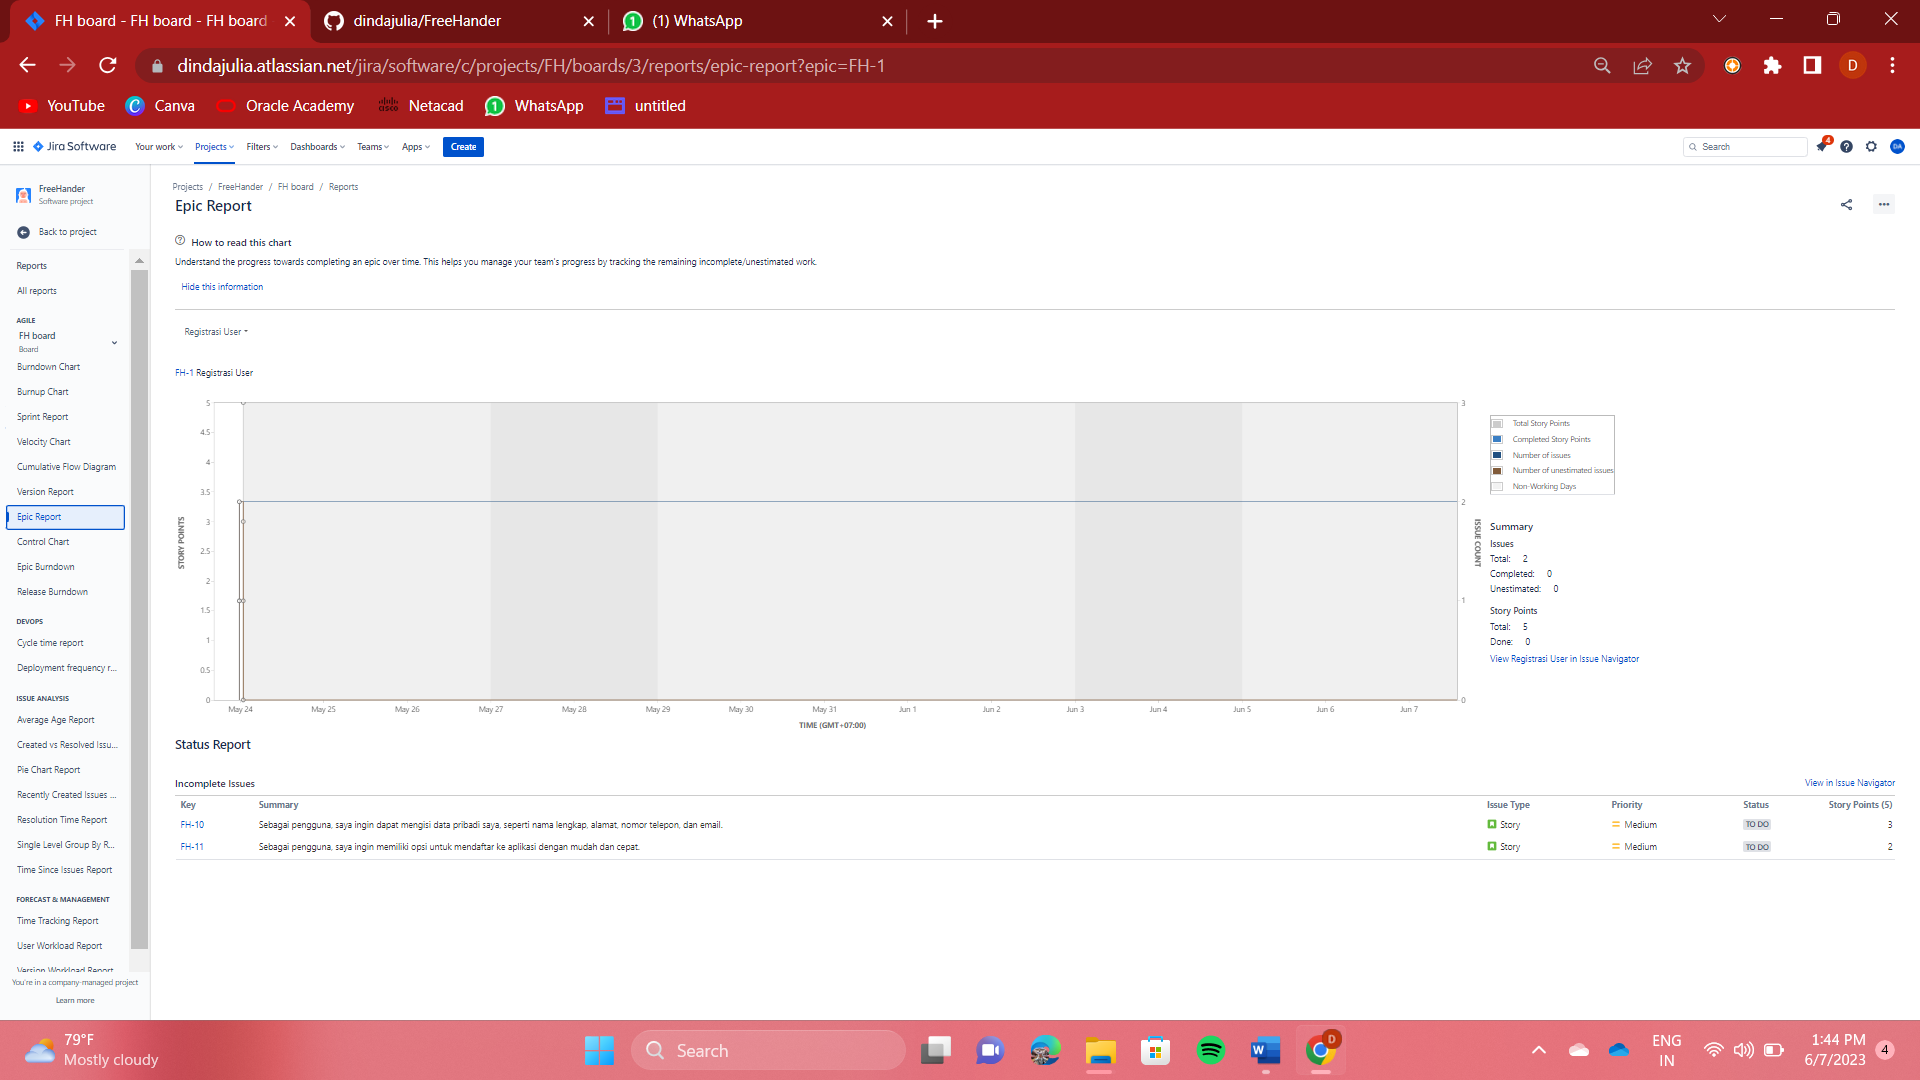 FH board - FH board - FH board
dindajulia/FreeHander
(1) WhatsApp
dindajulia.atlassian.net/jira/software/c/projects/FH/boards/3/reports/epic-report?epic=FH-1
D
YouTube
Canva
Oracle Academy
Netacad
WhatsApp
untitled
Jira Software
Your work
Projects
Filters
Dashboards
Teams
Apps
Create
Search
4
DA
FreeHander
Software project
Back to project
Reports
All reports
AGILE
FH board
Board
Burndown Chart
Burnup Chart
Sprint Report
Velocity Chart
Cumulative Flow Diagram
Version Report
Epic Report
Control Chart
Epic Burndown
Release Burndown
DEVOPS
Cycle time report
Deployment frequency r...
ISSUE ANALYSIS
Average Age Report
Created vs Resolved Issu...
Pie Chart Report
Recently Created Issues ...
Resolution Time Report
Single Level Group By R...
Time Since Issues Report
FORECAST & MANAGEMENT
Time Tracking Report
User Workload Report
Version Workload Report
You're in a company-managed project
Learn more
Projects / FreeHander / FH board / Reports
Epic Report
How to read this chart
Understand the progress towards completing an epic over time. This helps you manage your team's progress by tracking the remaining incomplete/unestimated work.
Hide this information
Registrasi User
FH-1 Registrasi User
STORY POINTS
5
4.5
4
3.5
3
2.5
2
1.5
1
0.5
0
May 24 May 25 May 26 May 27 May 28 May 29 May 30 May 31 Jun 1 Jun 2 Jun 3 Jun 4 Jun 5 Jun 6 Jun 7
TIME (GMT+07:00)
3
2
1
0
ISSUE COUNT
Total Story Points
Completed Story Points
Number of issues
Number of unestimated issues
Non-Working Days
Summary
Issues
Total: 2
Completed: 0
Unestimated: 0
Story Points
Total: 5
Done: 0
View Registrasi User in Issue Navigator
Status Report
Incomplete Issues
View in Issue Navigator
Key Summary Issue Type Priority Status Story Points (5)
FH-10 Sebagai pengguna, saya ingin dapat mengisi data pribadi saya, seperti nama lengkap, alamat, nomor telepon, dan email. Story Medium TO DO 3
FH-11 Sebagai pengguna, saya ingin memiliki opsi untuk mendaftar ke aplikasi dengan mudah dan cepat. Story Medium TO DO 2
79°F
Mostly cloudy
Search
D
ENG
IN
1:44 PM
6/7/2023
4